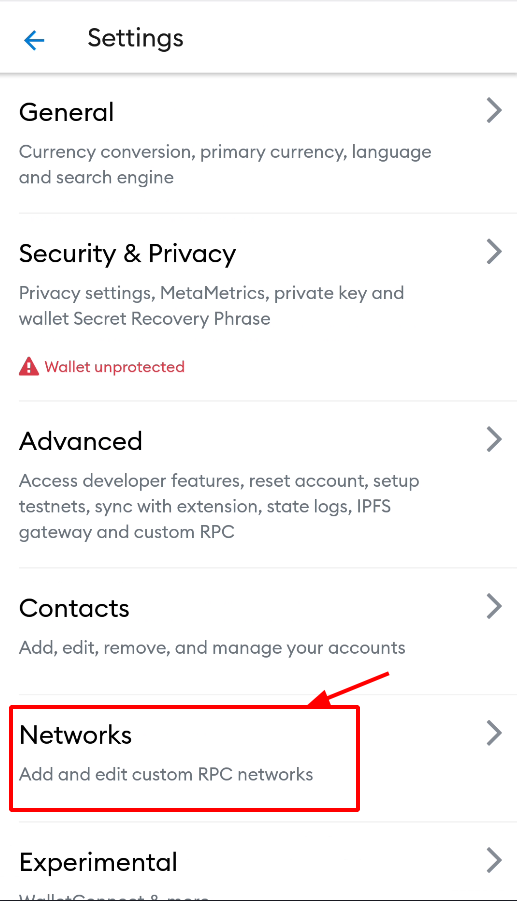 Settings
General
Currency conversion, primary currency, language
and search engine
Security & Privacy
Privacy settings, MetaMetrics, private key and
wallet Secret Recovery Phrase
Wallet unprotected
Advanced
Access developer features, reset account, setup
testnets, sync with extension, state logs, IPFS
gateway and custom RPC
Contacts
Add, edit, remove, and manage your accounts
Networks
Add and edit custom RPC networks
Experimental
WalletConnect & more